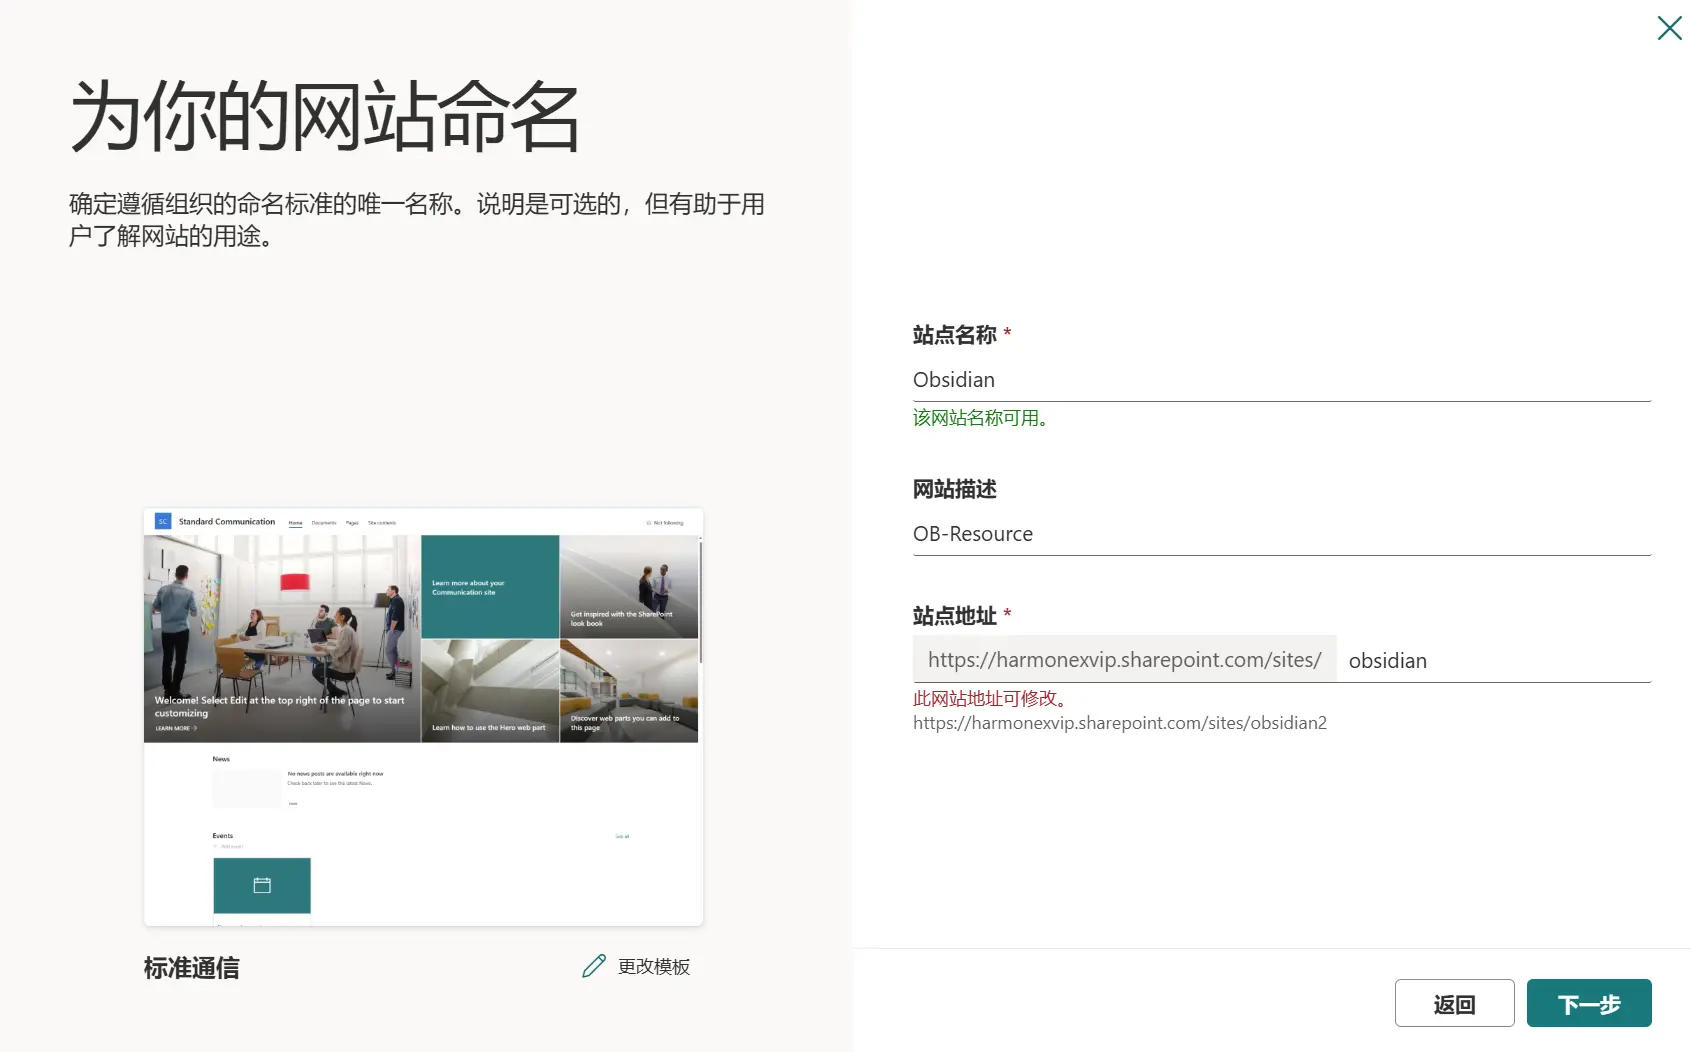 为你的网站命名
确定遵循组织的命名标准的唯一名称。说明是可选的，但有助于用
户了解网站的用途。
SC Standard Communication Home Documents Pages Site contents Not following
Learn more about your
Communication site
Get inspired with the SharePoint
look book
Welcome! Select Edit at the top right of the page to start
customizing
LEARN MORE
Learn how to use the Hero web part
Discover web parts you can add to
this page
News
No news posts are available right now
Check back later to see the latest News.
Events
See all
Add event
标准通信
更改模板
站点名称 *
Obsidian
该网站名称可用。
网站描述
OB-Resource
站点地址 *
https://harmonexvip.sharepoint.com/sites/ obsidian
此网站地址可修改。
https://harmonexvip.sharepoint.com/sites/obsidian2
返回 下一步